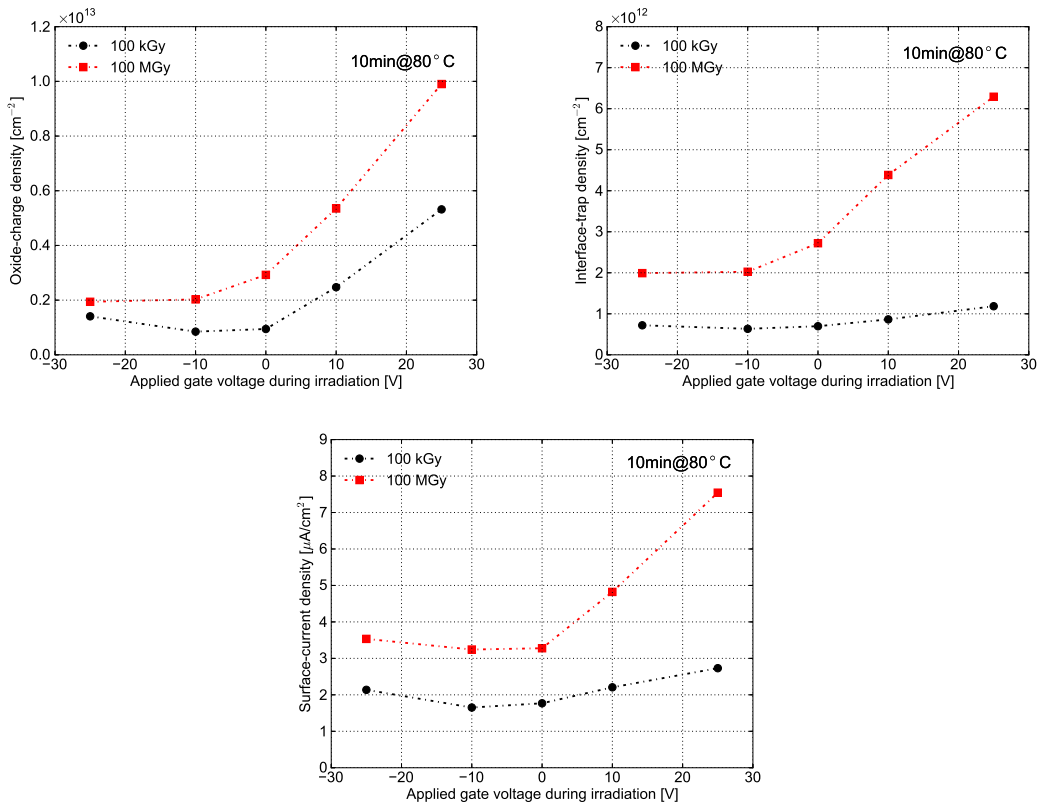 ×10¹³
1.2
1.0
0.8
0.6
0.4
0.2
0.0
100 kGy
100 MGy
10min@80°C
Oxide-charge density [cm⁻²]
−30 −20 −10 0 10 20 30
Applied gate voltage during irradiation [V]
×10¹²
8
7
6
5
4
3
2
1
0
100 kGy
100 MGy
10min@80°C
Interface-trap density [cm⁻²]
−30 −20 −10 0 10 20 30
Applied gate voltage during irradiation [V]
9
8
7
6
5
4
3
2
1
0
100 kGy
100 MGy
10min@80°C
Surface-current density [μA/cm²]
−30 −20 −10 0 10 20 30
Applied gate voltage during irradiation [V]